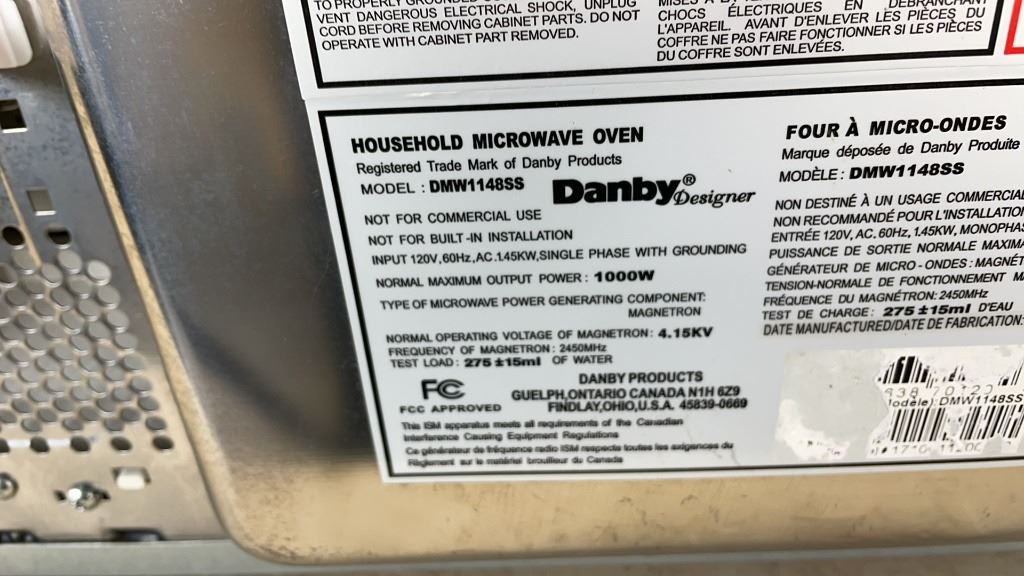 TO PROPERLY GROUNDED
VENT DANGEROUS ELECTRICAL SHOCK, UNPLUG
CORD BEFORE REMOVING CABINET PARTS. DO NOT
OPERATE WITH CABINET PART REMOVED.
CHOCS ÉLECTRIQUES EN DEBRANCHANT
L'APPAREIL. AVANT D'ENLEVER LES PIÈCES DU
COFFRE NE PAS FAIRE FONCTIONNER SI LES PIÈCES
DU COFFRE SONT ENLEVÉES.
HOUSEHOLD MICROWAVE OVEN
Registered Trade Mark of Danby Products
MODEL : DMW1148SS
Danby® Designer
NOT FOR COMMERCIAL USE
NOT FOR BUILT-IN INSTALLATION
INPUT 120V,60Hz,AC.1.45KW,SINGLE PHASE WITH GROUNDING
NORMAL MAXIMUM OUTPUT POWER : 1000W
TYPE OF MICROWAVE POWER GENERATING COMPONENT:
MAGNETRON
NORMAL OPERATING VOLTAGE OF MAGNETRON : 4.15KV
FREQUENCY OF MAGNETRON : 2450MHz
TEST LOAD : 275 ±15ml OF WATER
FC
FCC APPROVED
DANBY PRODUCTS
GUELPH,ONTARIO CANADA N1H 6Z9
FINDLAY,OHIO,U.S.A. 45839-0669
This ISM apparatus meets all requirements of the Canadian
Interference Causing Equipment Regulations
Ce générateur de fréquence radio ISM respecte toutes les exigences du
Règlement sur le matériel brouilleur du Canada
FOUR À MICRO-ONDES
Marque déposée de Danby Produite
MODÈLE : DMW1148SS
NON DESTINÉ À UN USAGE COMMERCIAL
NON RECOMMANDÉ POUR L'INSTALLATION
ENTRÉE 120V, AC. 60Hz, 1.45KW, MONOPHAS
PUISSANCE DE SORTIE NORMALE MAXIMA
GÉNÉRATEUR DE MICRO - ONDES : MAGNÉT
TENSION-NORMALE DE FONCTIONNEMENT M
FRÉQUENCE DU MAGNÉTRON: 2450MHz
TEST DE CHARGE : 275 ±15ml D'EAU
DATE MANUFACTURED/DATE DE FABRICATION:
odèle) DMW1148SS